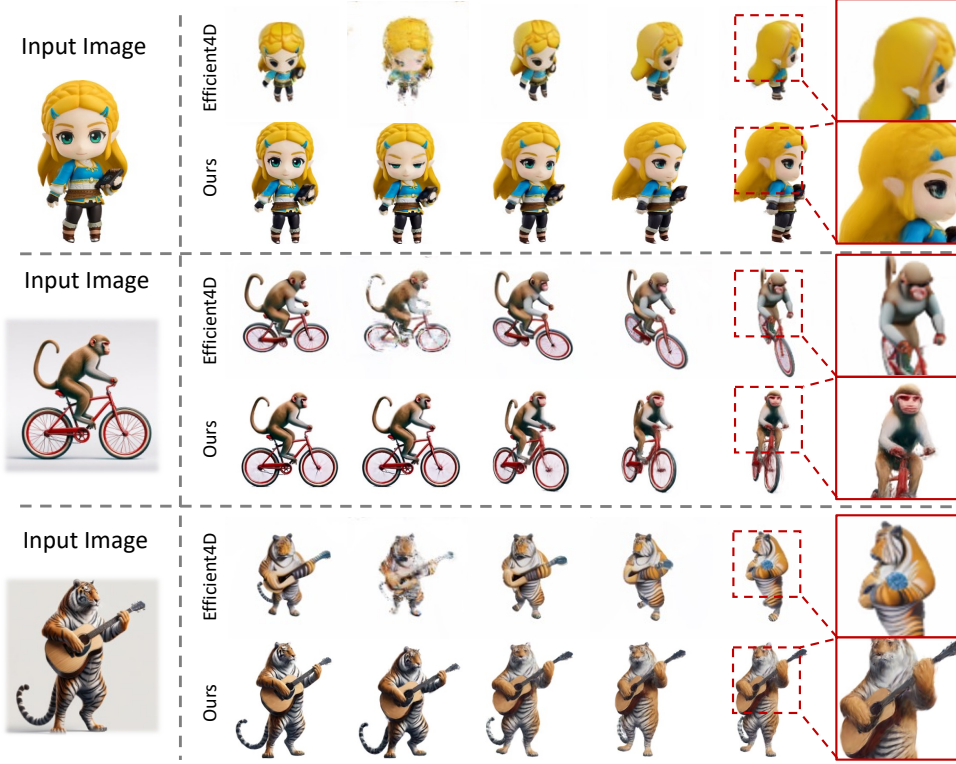 Input Image
Efficient4D
Ours
Input Image
Efficient4D
Ours
Input Image
Efficient4D
Ours